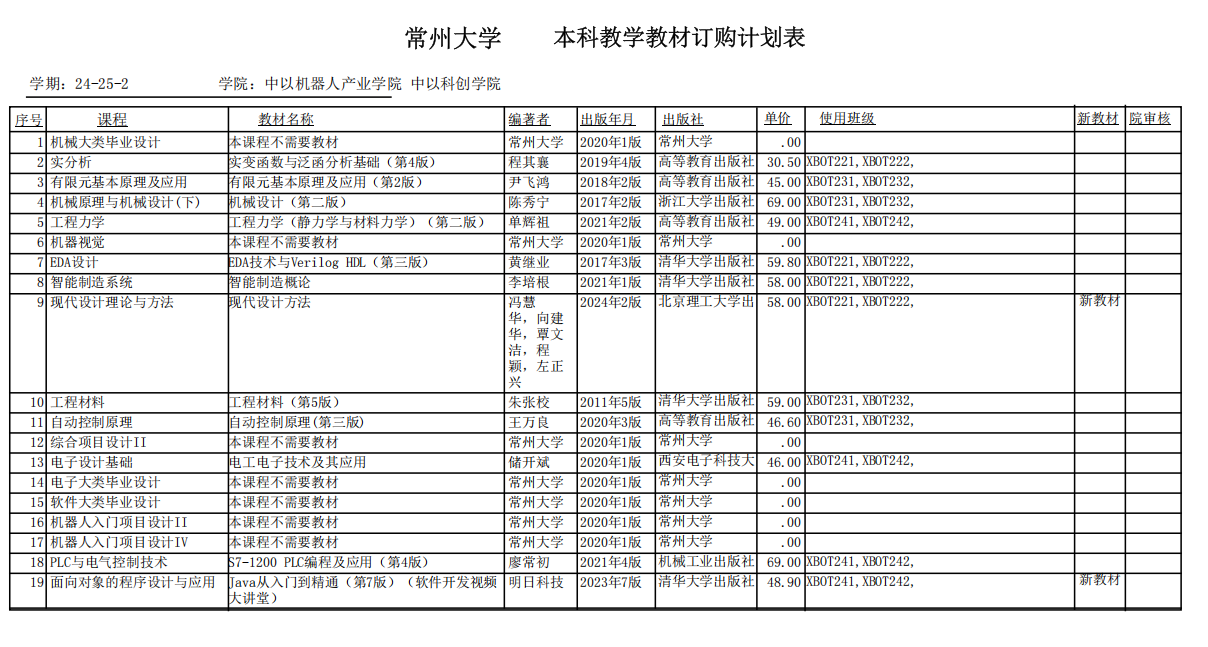 常州大学 本科教学教材订购计划表
学期: 24-25-2 学院: 中以机器人产业学院 中以科创学院
序号 课程 教材名称 编著者 出版年月 出版社 单价 使用班级 新教材 院审核
1 机械大类毕业设计 本课程不需要教材 常州大学 2020年1版 常州大学 .00
2 实分析 实变函数与泛函分析基础（第4版） 程其襄 2019年4版 高等教育出版社 30.50 XBOT221,XBOT222,
3 有限元基本原理及应用 有限元基本原理及应用（第2版） 尹飞鸿 2018年2版 高等教育出版社 45.00 XBOT231,XBOT232,
4 机械原理与机械设计(下) 机械设计（第二版） 陈秀宁 2017年2版 浙江大学出版社 69.00 XBOT231,XBOT232,
5 工程力学 工程力学（静力学与材料力学）（第二版） 单辉祖 2021年2版 高等教育出版社 49.00 XBOT241,XBOT242,
6 机器视觉 本课程不需要教材 常州大学 2020年1版 常州大学 .00
7 EDA设计 EDA技术与Verilog HDL（第三版） 黄继业 2017年3版 清华大学出版社 59.80 XBOT221,XBOT222,
8 智能制造系统 智能制造概论 李培根 2021年1版 清华大学出版社 58.00 XBOT221,XBOT222,
9 现代设计理论与方法 现代设计方法 冯慧 2024年2版 北京理工大学出 58.00 XBOT221,XBOT222, 新教材
华，向建
华，覃文
洁，程
颖，左正
兴
10 工程材料 工程材料（第5版） 朱张校 2011年5版 清华大学出版社 59.00 XBOT231,XBOT232,
11 自动控制原理 自动控制原理(第三版) 王万良 2020年3版 高等教育出版社 46.60 XBOT231,XBOT232,
12 综合项目设计II 本课程不需要教材 常州大学 2020年1版 常州大学 .00
13 电子设计基础 电工电子技术及其应用 储开斌 2020年1版 西安电子科技大 46.00 XBOT241,XBOT242,
14 电子大类毕业设计 本课程不需要教材 常州大学 2020年1版 常州大学 .00
15 软件大类毕业设计 本课程不需要教材 常州大学 2020年1版 常州大学 .00
16 机器人入门项目设计II 本课程不需要教材 常州大学 2020年1版 常州大学 .00
17 机器人入门项目设计IV 本课程不需要教材 常州大学 2020年1版 常州大学 .00
18 PLC与电气控制技术 S7-1200 PLC编程及应用（第4版） 廖常初 2021年4版 机械工业出版社 69.00 XBOT241,XBOT242,
19 面向对象的程序设计与应用 Java从入门到精通（第7版）（软件开发视频 明日科技 2023年7版 清华大学出版社 48.90 XBOT241,XBOT242, 新教材
大讲堂）